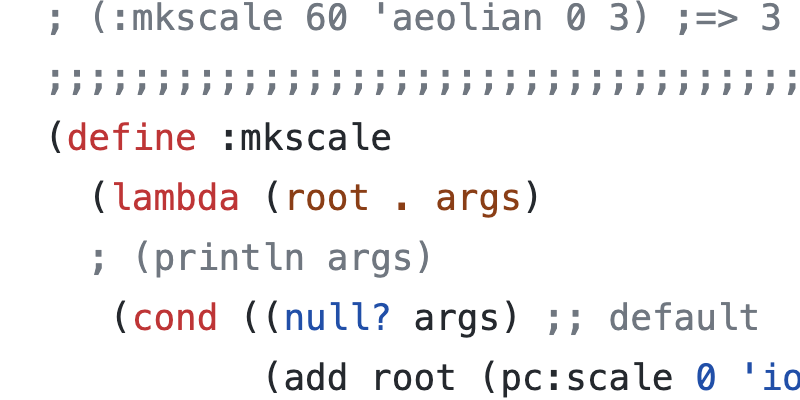 ; (:mkscale 60 'aeolian 0 3) ;=> 3
;;;;;;;;;;;;;;;;;;;;;;;;;;;;;;;;;;;
(define :mkscale
  (lambda (root . args)
  ; (println args)
   (cond ((null? args) ;; default
          (add root (pc:scale 0 'io